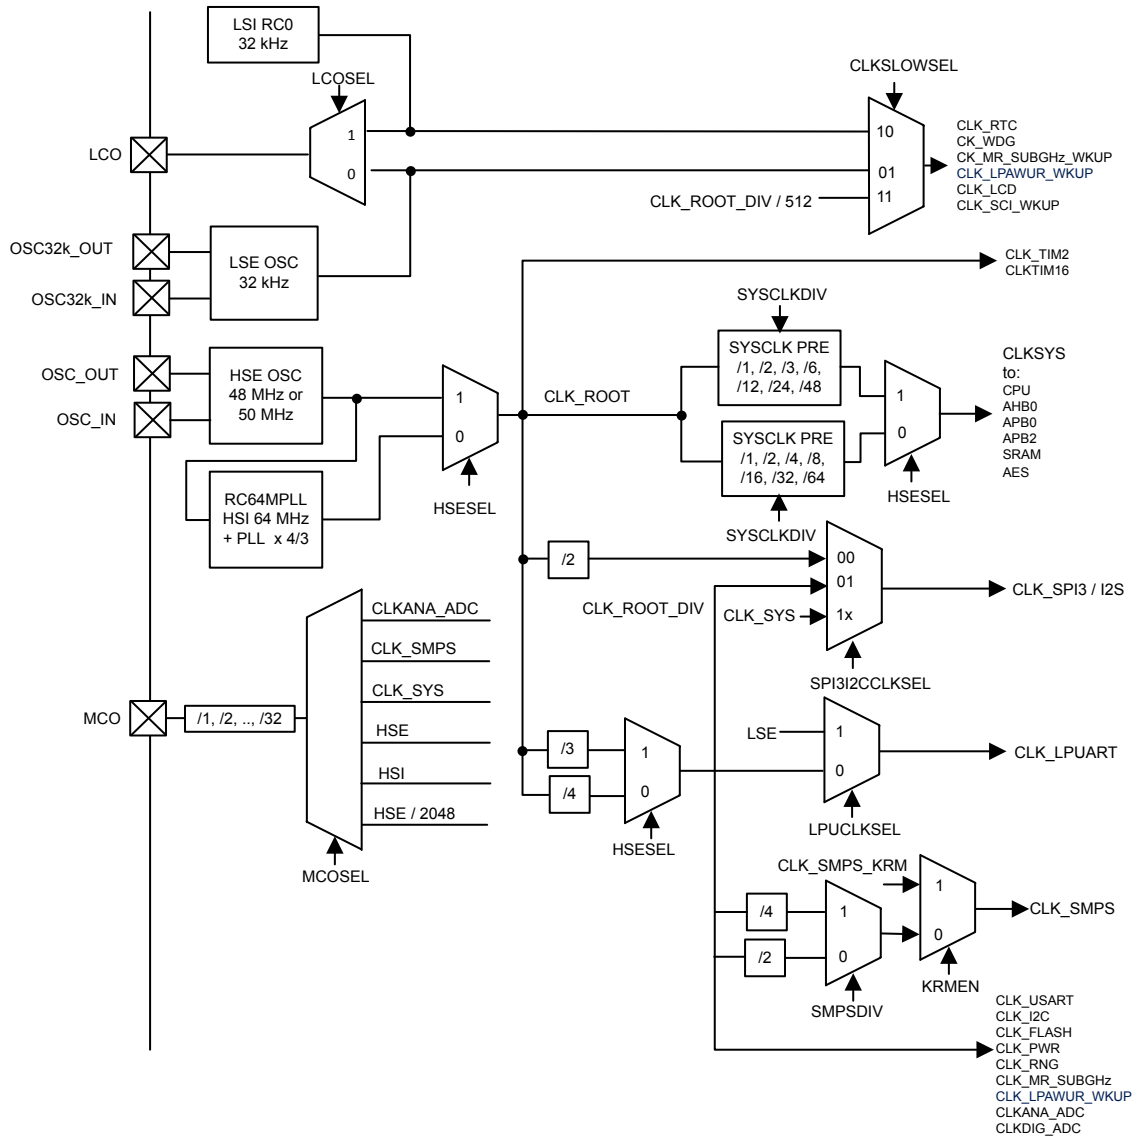 LSI RC0
32 kHz
LCOSEL
CLKSLOWSEL
1
0
LCO
10
01
11
CLK_ROOT_DIV / 512
CLK_RTC
CK_WDG
CK_MR_SUBGHz_WKUP
CLK_LPAWUR_WKUP
CLK_LCD
CLK_SCI_WKUP
OSC32k_OUT
OSC32k_IN
LSE OSC
32 kHz
CLK_TIM2
CLKTIM16
OSC_OUT
OSC_IN
HSE OSC
48 MHz or
50 MHz
1
0
HSESEL
CLK_ROOT
RC64MPLL
HSI 64 MHz
+ PLL x 4/3
SYSCLKDIV
SYSCLK PRE
/1, /2, /3, /6,
/12, /24, /48
SYSCLK PRE
/1, /2, /4, /8,
/16, /32, /64
SYSCLKDIV
1
0
HSESEL
CLKSYS
to:
CPU
AHB0
APB0
APB2
SRAM
AES
/2
CLK_ROOT_DIV
CLK_SYS
00
01
1x
SPI3I2CCLKSEL
CLK_SPI3 / I2S
MCO
/1, /2, .., /32
CLKANA_ADC
CLK_SMPS
CLK_SYS
HSE
HSI
HSE / 2048
MCOSEL
/3
/4
1
0
HSESEL
LSE
1
0
LPUCLKSEL
CLK_LPUART
CLK_SMPS_KRM
/4
/2
1
0
SMPSDIV
1
0
KRMEN
CLK_SMPS
CLK_USART
CLK_I2C
CLK_FLASH
CLK_PWR
CLK_RNG
CLK_MR_SUBGHz
CLK_LPAWUR_WKUP
CLKANA_ADC
CLKDIG_ADC